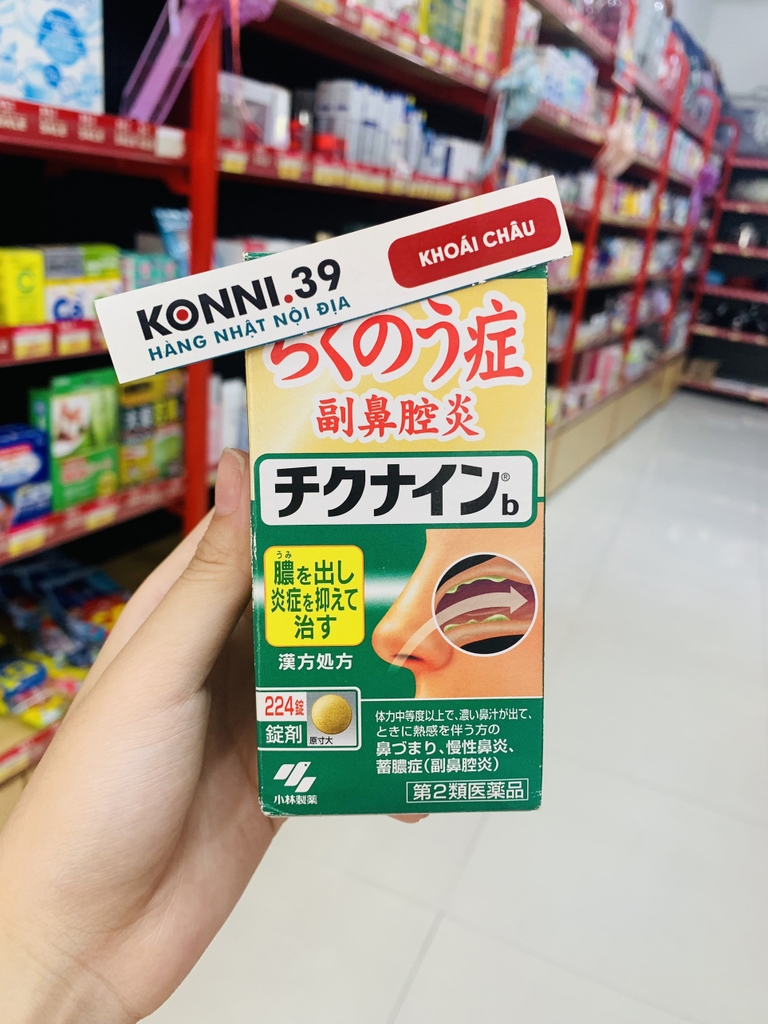 KONNI.39
HÀNG NHẬT NỘI ĐỊA
KHOÁI CHÂU
ちくのう症
副鼻腔炎
チクナイン®b
うみ
膿を出し
炎症を抑えて
治す
漢方処方
224錠
錠剤
原寸大
体力中等度以上で、濃い鼻汁が出て、
ときに熱感を伴う方の
鼻づまり、慢性鼻炎、
蓄膿症(副鼻腔炎)
小林製薬
第2類医薬品